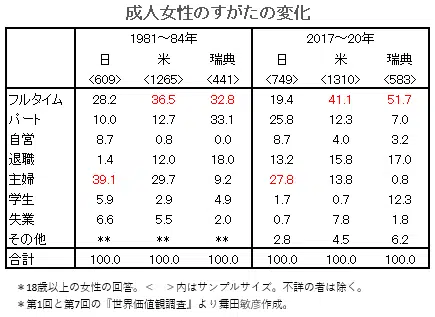 成人女性のすがたの変化
1981～84年 2017～20年
日 米 瑞典 日 米 瑞典
<609> <1265> <441> <749> <1310> <583>
フルタイム 28.2 36.5 32.8 19.4 41.1 51.7
パート 10.0 12.7 33.1 25.8 12.3 7.0
自営 8.7 0.8 0.0 8.7 4.0 3.2
退職 1.4 12.0 18.0 13.2 15.8 17.0
主婦 39.1 29.7 9.2 27.8 13.8 0.8
学生 5.9 2.9 4.9 1.7 0.7 12.3
失業 6.6 5.5 2.0 0.7 7.8 1.8
その他 ** ** ** 2.8 4.5 6.2
合計 100.0 100.0 100.0 100.0 100.0 100.0
＊18歳以上の女性の回答。＜　＞内はサンプルサイズ。不詳の者は除く。
＊第1回と第7回の『世界価値観調査』より舞田敏彦作成。